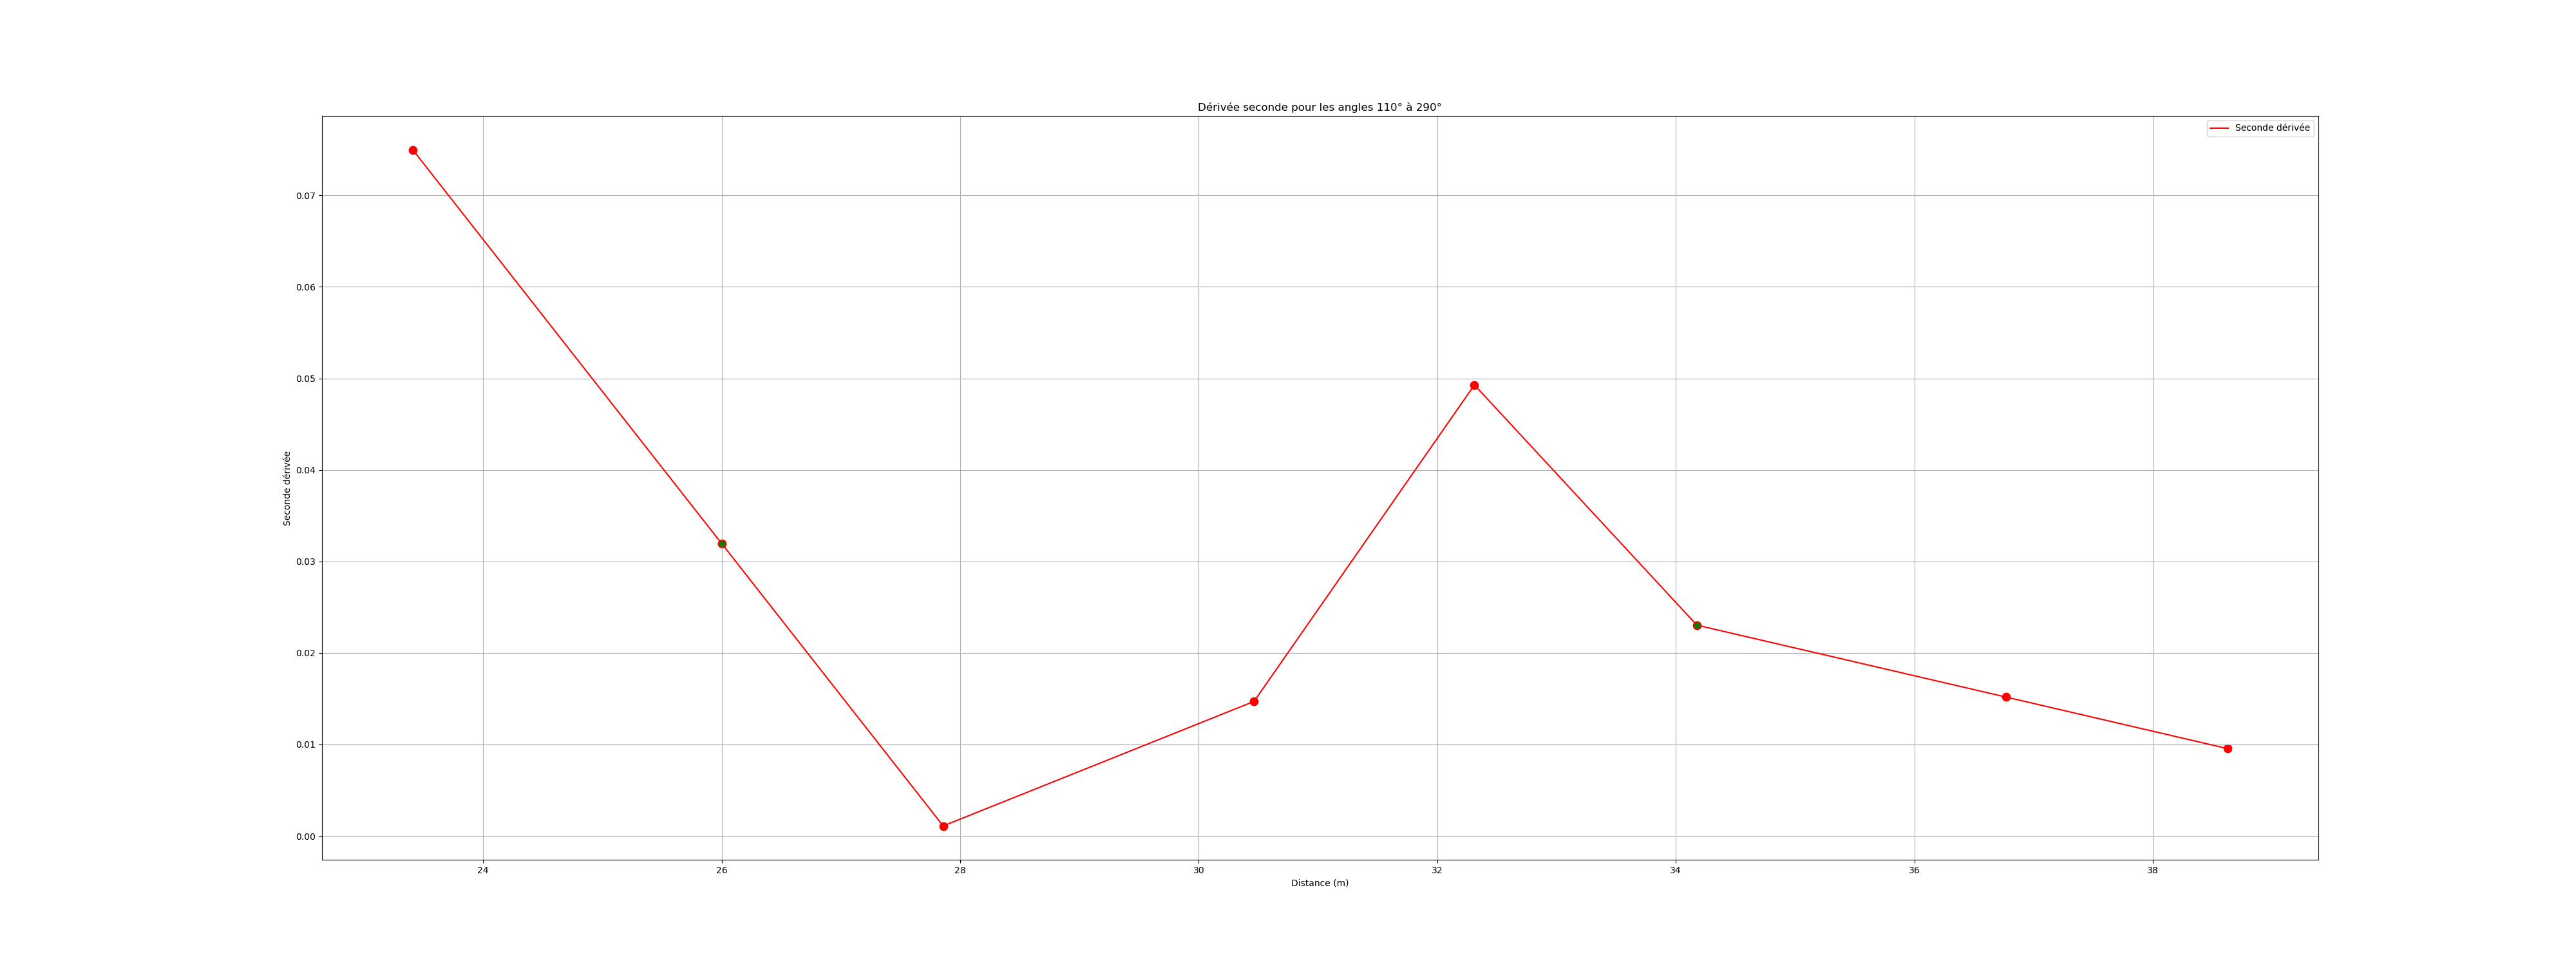 Dérivée seconde pour les angles 110° à 290°
Seconde dérivée
0.07
0.06
0.05
0.04
0.03
0.02
0.01
0.00
Seconde dérivée
24 26 28 30 32 34 36 38
Distance (m)